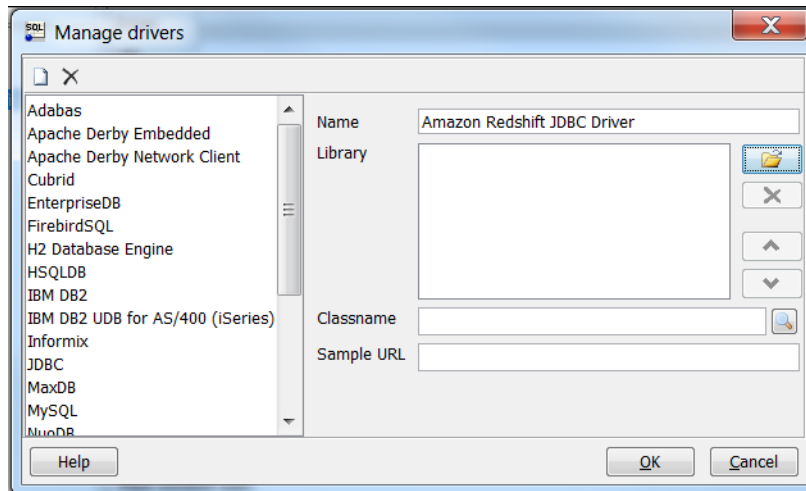 SQL
Manage drivers
Adabas
Apache Derby Embedded
Apache Derby Network Client
Cubrid
EnterpriseDB
FirebirdSQL
H2 Database Engine
HSQLDB
IBM DB2
IBM DB2 UDB for AS/400 (iSeries)
Informix
JDBC
MaxDB
MySQL
NuoDB
Name
Amazon Redshift JDBC Driver
Library
Classname
Sample URL
Help
OK
Cancel